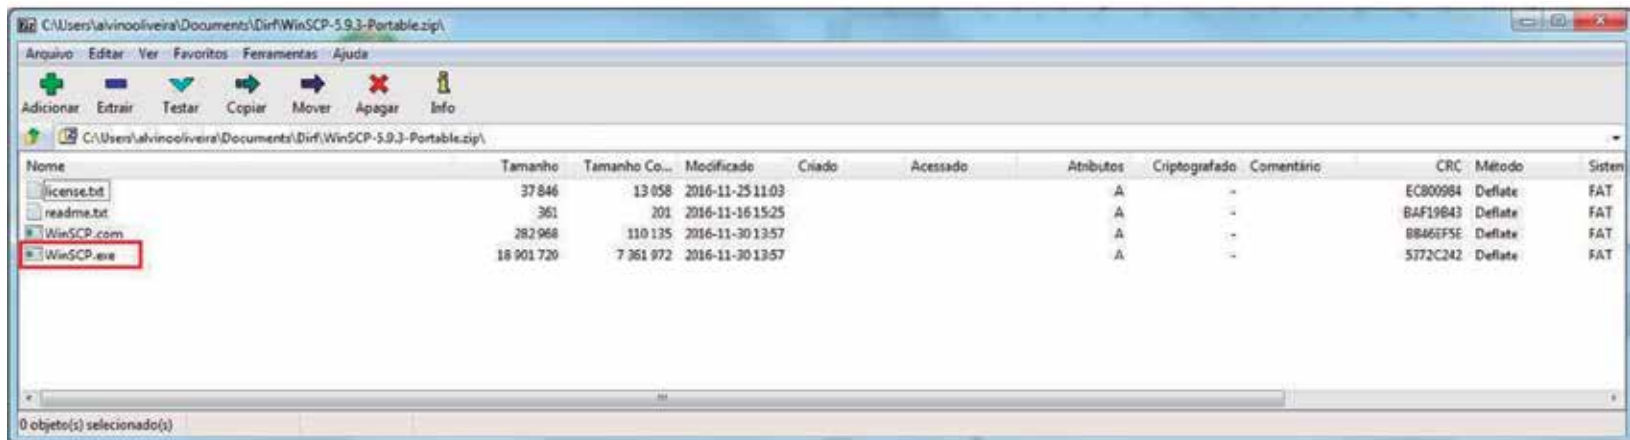 C:\Users\alvinooliveira\Documents\Dirf\WinSCP-5.9.3-Portable.zip\
Arquivo Editar Ver Favoritos Ferramentas Ajuda
Adicionar Extrair Testar Copiar Mover Apagar Info
C:\Users\alvinooliveira\Documents\Dirf\WinSCP-5.9.3-Portable.zip\
Nome Tamanho Tamanho Co... Modificado Criado Acessado Atributos Criptografado Comentário CRC Método Sisten
license.txt 37 846 13 058 2016-11-25 11:03 A - EC800984 Deflate FAT
readme.txt 361 201 2016-11-16 15:25 A - BAF19B43 Deflate FAT
WinSCP.com 282 968 110 135 2016-11-30 13:57 A - BB46EF5E Deflate FAT
WinSCP.exe 18 901 720 7 361 972 2016-11-30 13:57 A - 5372C242 Deflate FAT
0 objeto(s) selecionado(s)